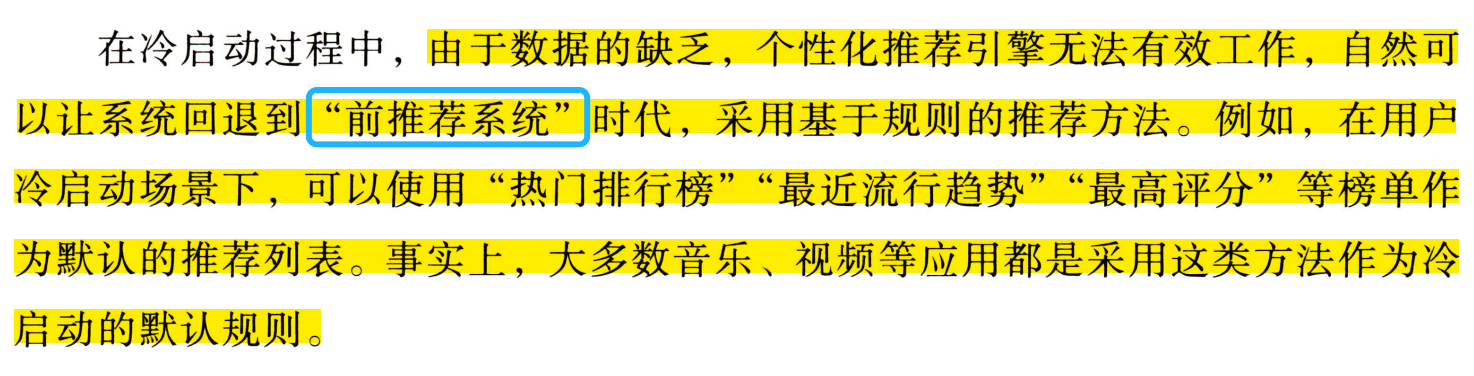 在冷启动过程中，由于数据的缺乏，个性化推荐引擎无法有效工作，自然可
以让系统回退到“前推荐系统”时代，采用基于规则的推荐方法。例如，在用户
冷启动场景下，可以使用“热门排行榜”“最近流行趋势”“最高评分”等榜单作
为默认的推荐列表。事实上，大多数音乐、视频等应用都是采用这类方法作为冷
启动的默认规则。